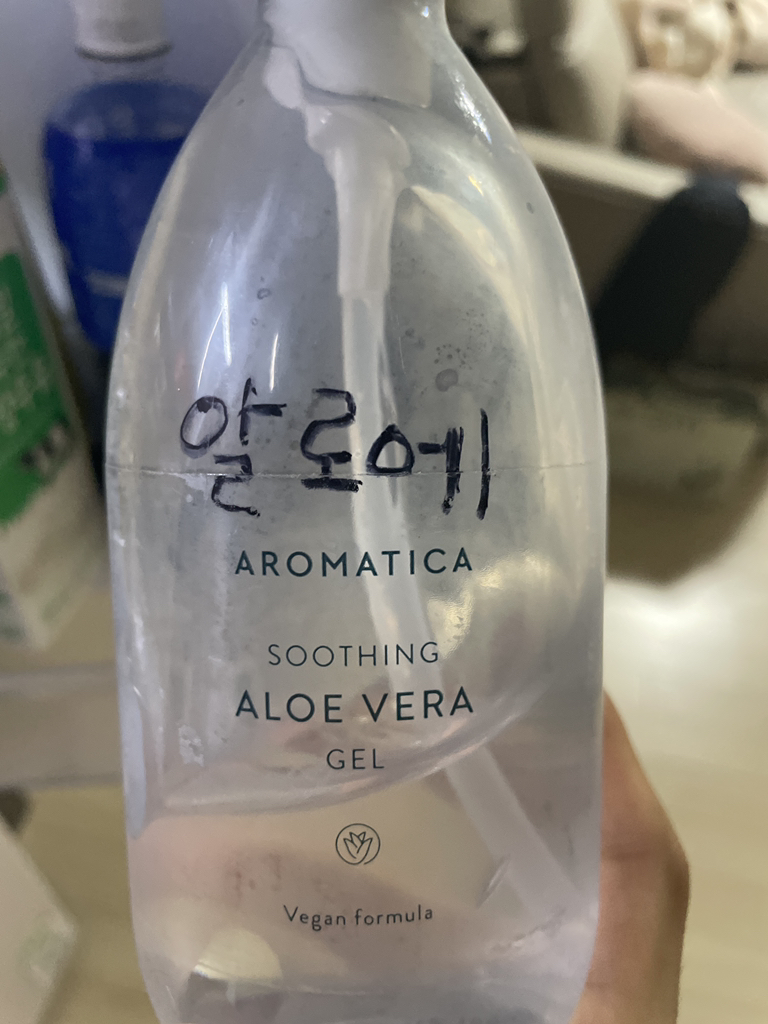 알로에
AROMATICA
SOOTHING
ALOE VERA
GEL
Vegan formula